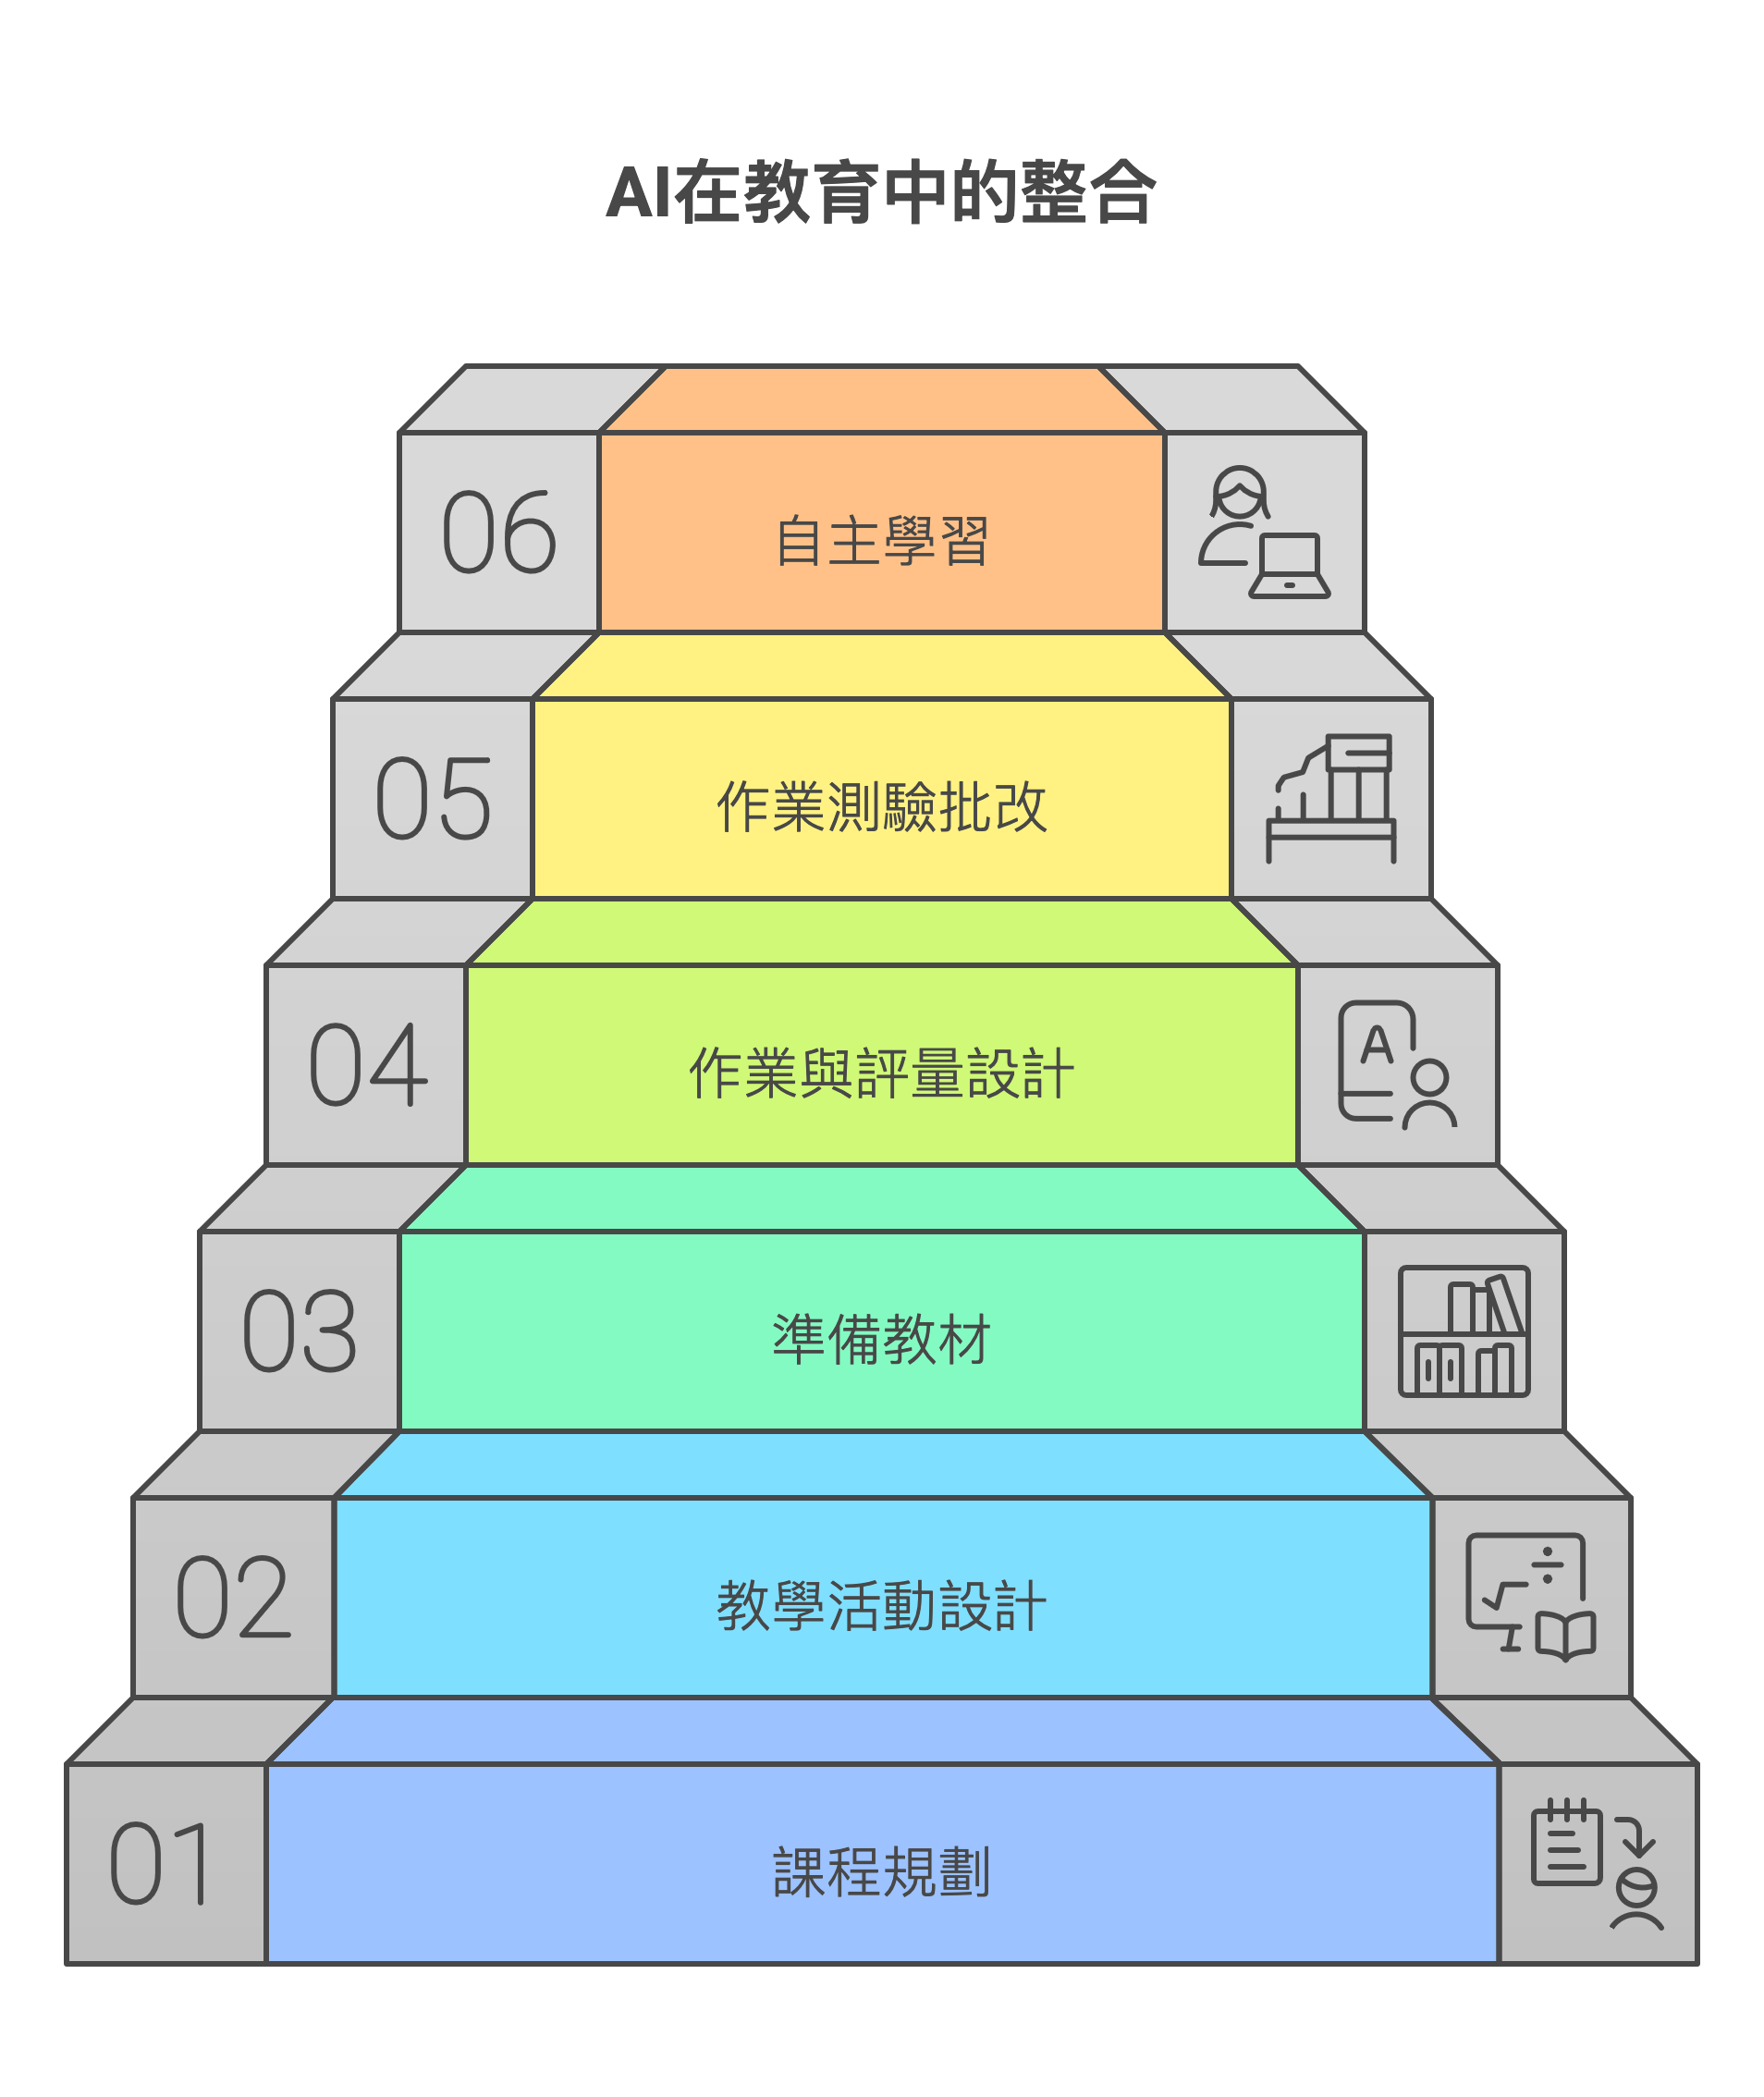 AI在教育中的整合
06
自主學習
05
作業測驗批改
04
作業與評量設計
A
03
準備教材
02
教學活動設計
01
課程規劃